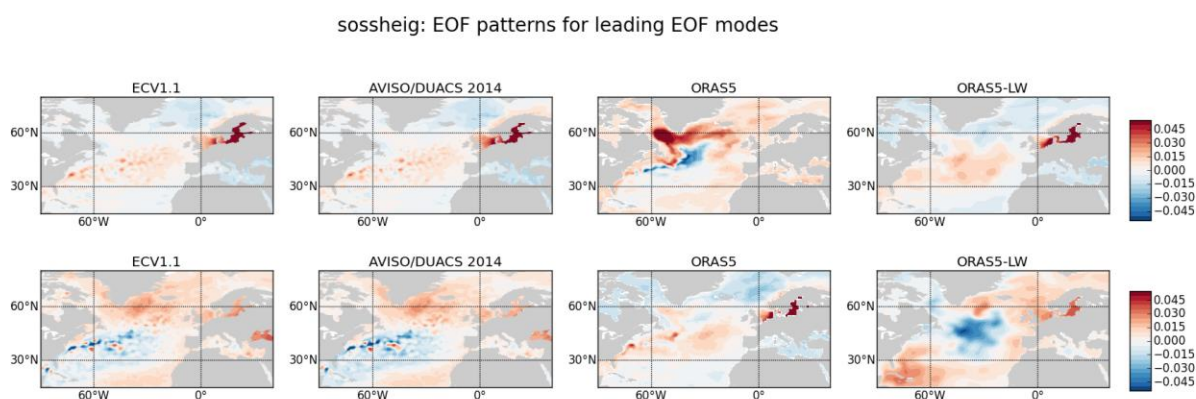 sossheig: EOF patterns for leading EOF modes
ECV1.1 AVISO/DUACS 2014 ORAS5 ORAS5-LW
60°N 60°N 60°N 60°N 0.045
0.030
0.015
0.000
30°N 30°N 30°N 30°N −0.015
−0.030
−0.045
60°W 0° 60°W 0° 60°W 0° 60°W 0°
ECV1.1 AVISO/DUACS 2014 ORAS5 ORAS5-LW
60°N 60°N 60°N 60°N 0.045
0.030
0.015
0.000
30°N 30°N 30°N 30°N −0.015
−0.030
−0.045
60°W 0° 60°W 0° 60°W 0° 60°W 0°